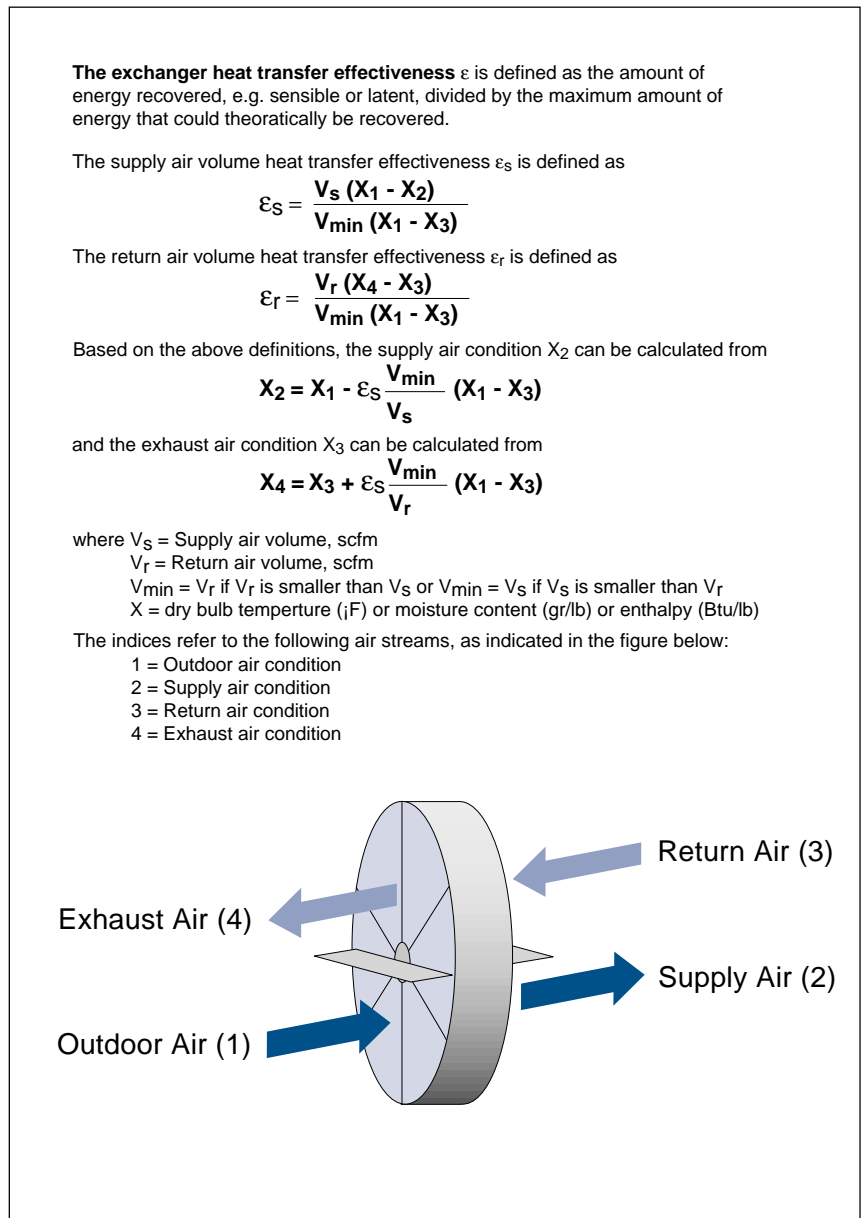 The exchanger heat transfer effectiveness ε is defined as the amount of
energy recovered, e.g. sensible or latent, divided by the maximum amount of
energy that could theoratically be recovered.
The supply air volume heat transfer effectiveness εs is defined as
εs = Vs (X1 - X2) / Vmin (X1 - X3)
The return air volume heat transfer effectiveness εr is defined as
εr = Vr (X4 - X3) / Vmin (X1 - X3)
Based on the above definitions, the supply air condition X2 can be calculated from
X2 = X1 - εs Vmin / Vs (X1 - X3)
and the exhaust air condition X3 can be calculated from
X4 = X3 + εs Vmin / Vr (X1 - X3)
where Vs = Supply air volume, scfm
Vr = Return air volume, scfm
Vmin = Vr if Vr is smaller than Vs or Vmin = Vs if Vs is smaller than Vr
X = dry bulb temperture (¡F) or moisture content (gr/lb) or enthalpy (Btu/lb)
The indices refer to the following air streams, as indicated in the figure below:
1 = Outdoor air condition
2 = Supply air condition
3 = Return air condition
4 = Exhaust air condition
Return Air (3)
Exhaust Air (4)
Supply Air (2)
Outdoor Air (1)